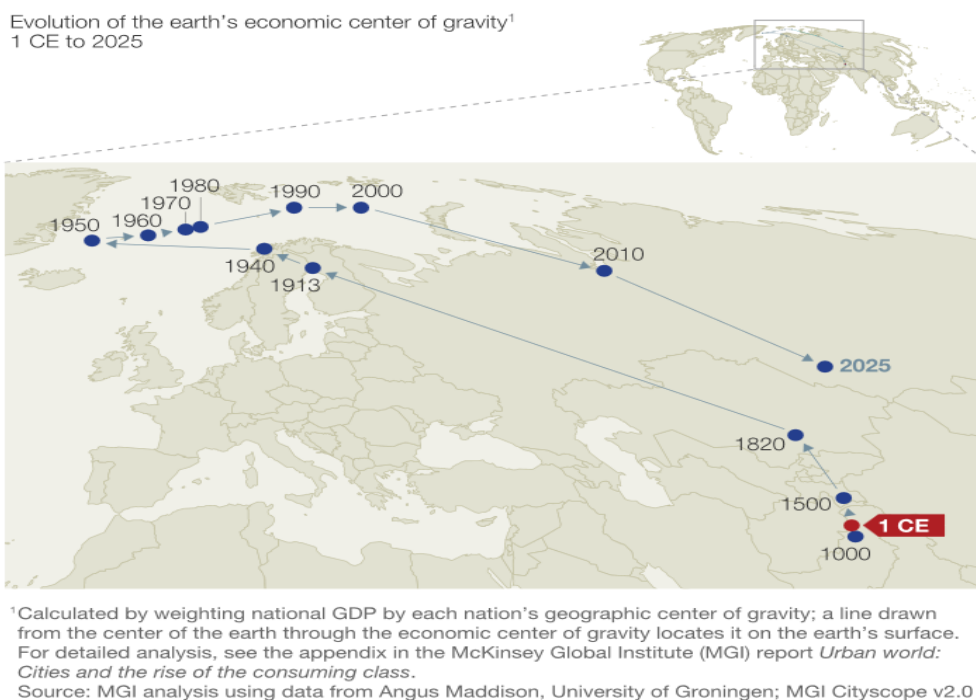 Evolution of the earth's economic center of gravity¹
1 CE to 2025
1980
1970
1990
2000
1960
1950
2010
1940
1913
2025
1820
1500
1 CE
1000
¹Calculated by weighting national GDP by each nation's geographic center of gravity; a line drawn
from the center of the earth through the economic center of gravity locates it on the earth's surface.
For detailed analysis, see the appendix in the McKinsey Global Institute (MGI) report Urban world:
Cities and the rise of the consuming class.
Source: MGI analysis using data from Angus Maddison, University of Groningen; MGI Cityscope v2.0